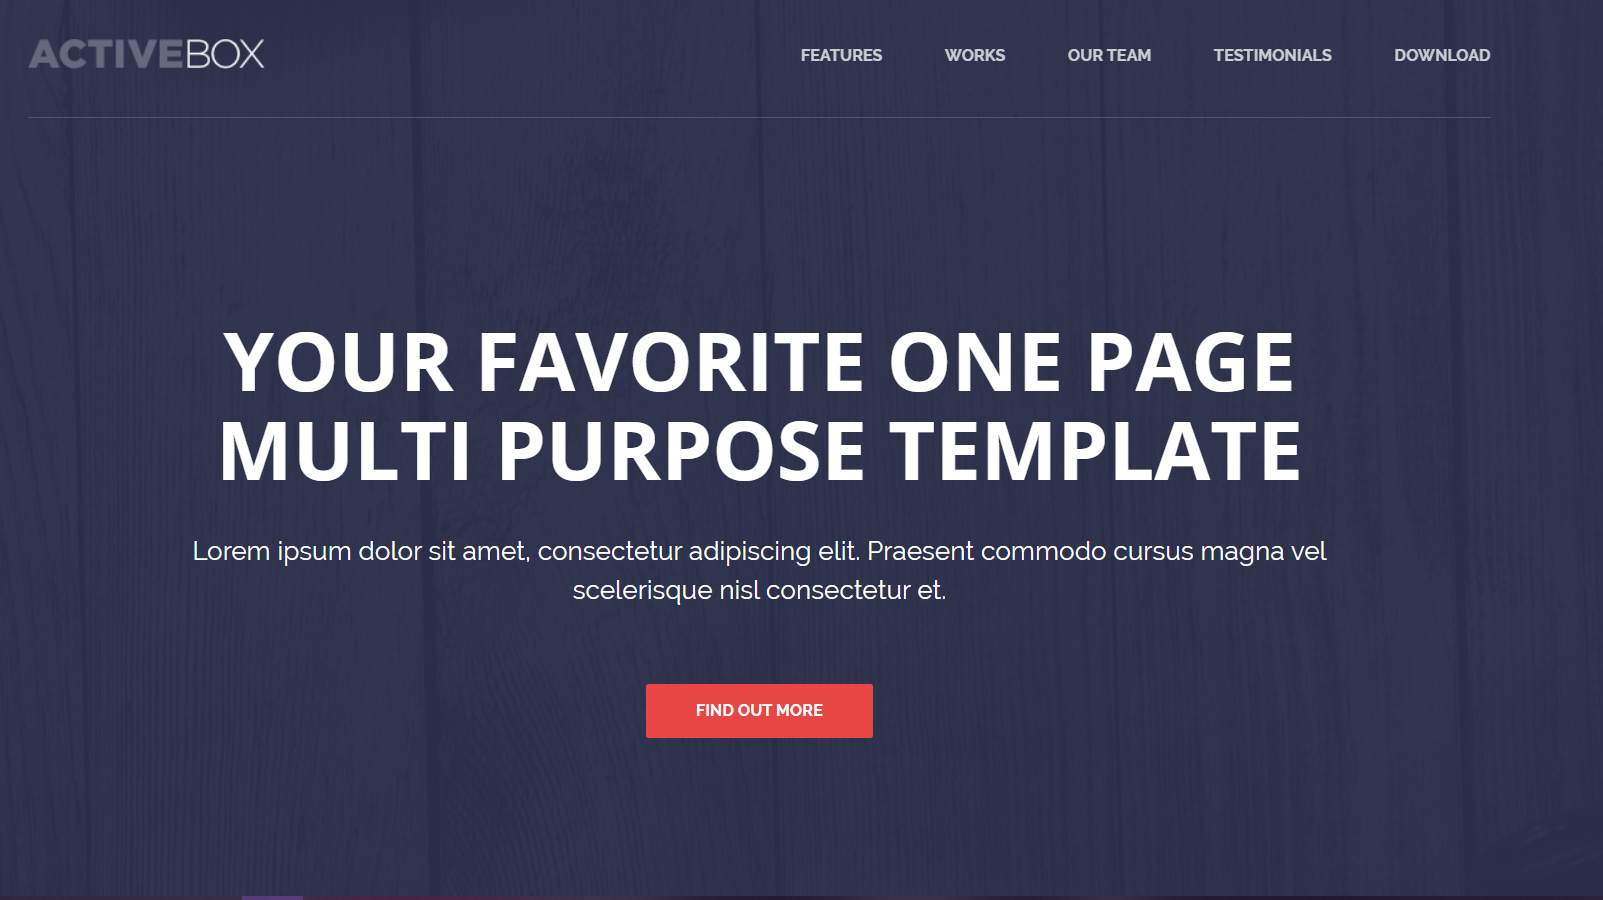 ACTIVEBOX
FEATURES WORKS OUR TEAM TESTIMONIALS DOWNLOAD
YOUR FAVORITE ONE PAGE
MULTI PURPOSE TEMPLATE
Lorem ipsum dolor sit amet, consectetur adipiscing elit. Praesent commodo cursus magna vel
scelerisque nisl consectetur et.
FIND OUT MORE